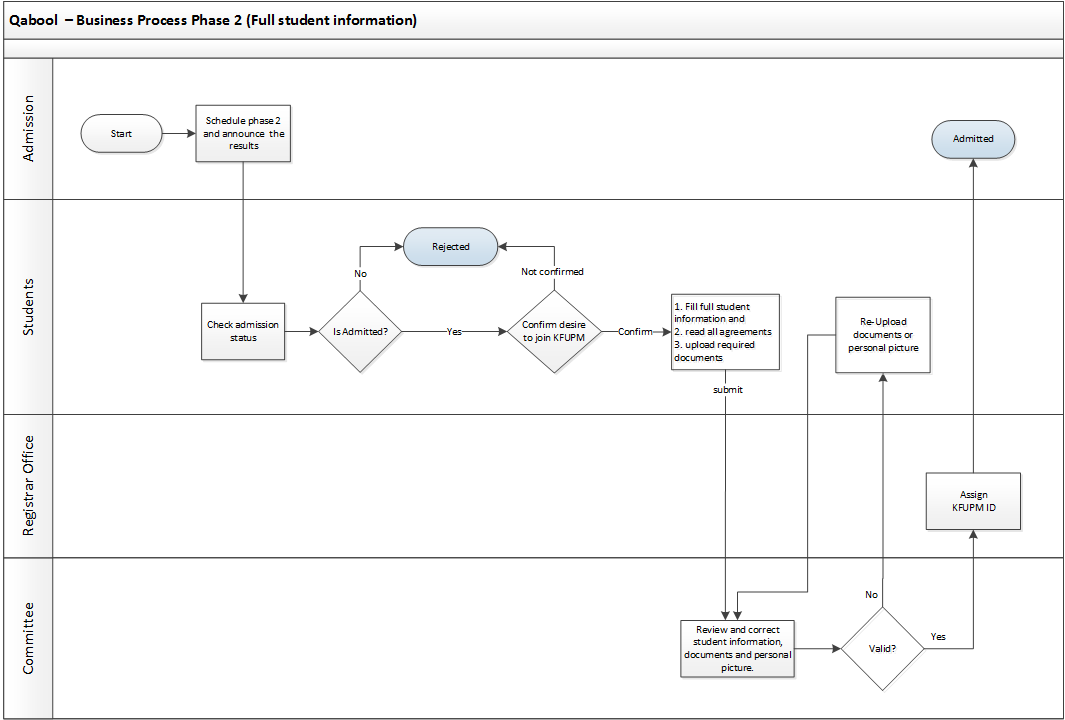 Qabool – Business Process Phase 2 (Full student information)
Admission
Start
Schedule phase 2
and announce the
results
Admitted
Students
Rejected
No
Not confirmed
Check admission
status
Is Admitted?
Yes
Confirm desire
to join KFUPM
Confirm
1. Fill full student
information and
2. read all agreements
3. upload required
documents
submit
Re-Upload
documents or
personal picture
Registrar Office
Assign
KFUPM ID
Committee
Review and correct
student information,
documents and personal
picture.
No
Valid?
Yes